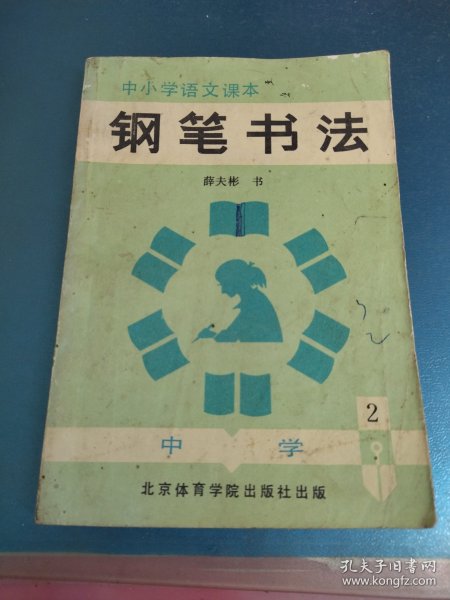 中小学语文课本
钢笔书法
薛夫彬 书
2
中学
北京体育学院出版社出版
孔夫子旧书网
www.kongfz.com